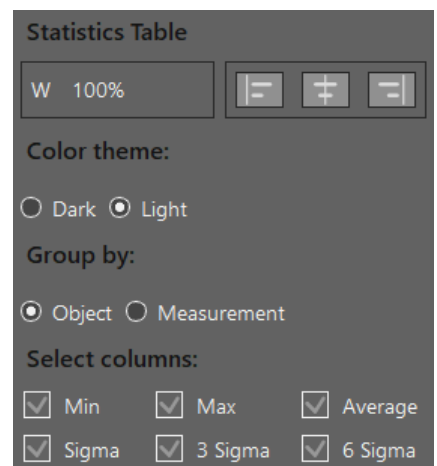 Statistics Table
W 100%
Color theme:
Dark Light
Group by:
Object Measurement
Select columns:
Min Max Average
Sigma 3 Sigma 6 Sigma